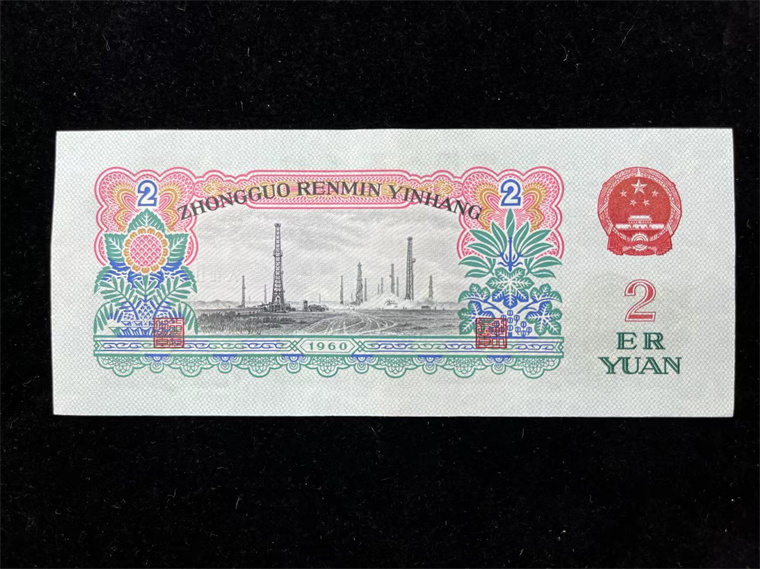 2
2
ZHONGGUO RENMIN YINHANG
1960
2
ER
YUAN